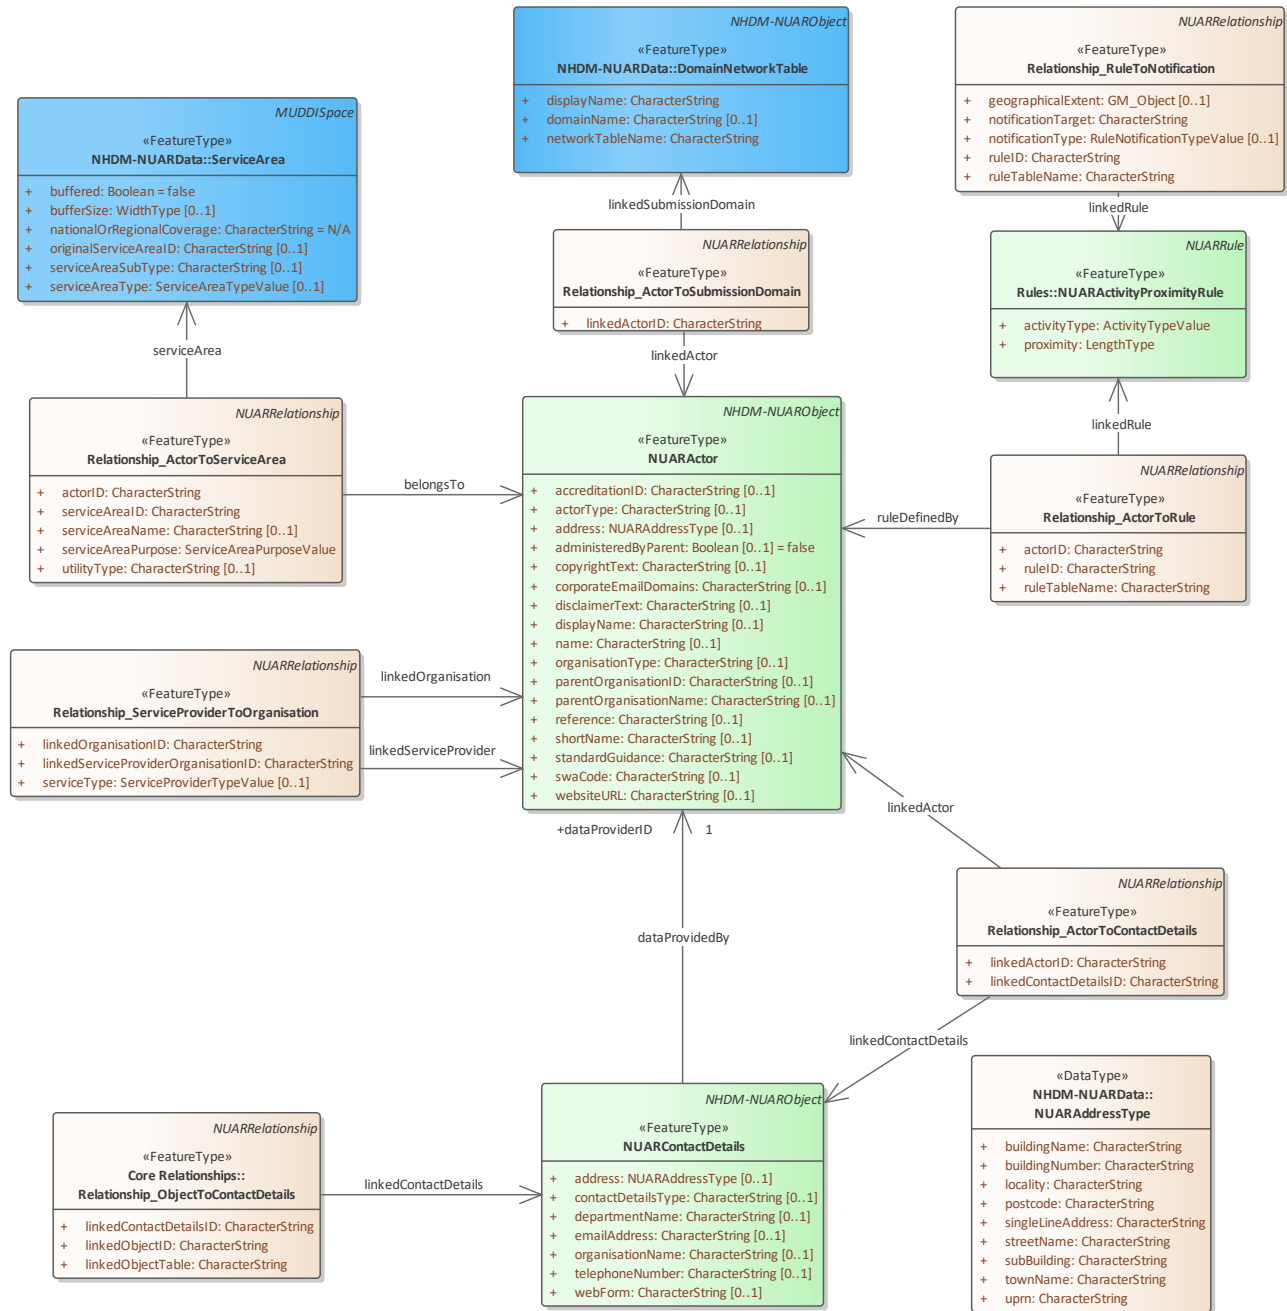 NHDM-NUARObject
«FeatureType»
NHDM-NUARData::DomainNetworkTable
+ displayName: CharacterString
+ domainName: CharacterString [0..1]
+ networkTableName: CharacterString
NUARRelationship
«FeatureType»
Relationship_RuleToNotification
+ geographicalExtent: GM_Object [0..1]
+ notificationTarget: CharacterString
+ notificationType: RuleNotificationTypeValue [0..1]
+ ruleID: CharacterString
+ ruleTableName: CharacterString
MUDDISpace
«FeatureType»
NHDM-NUARData::ServiceArea
+ buffered: Boolean = false
+ bufferSize: WidthType [0..1]
+ nationalOrRegionalCoverage: CharacterString = N/A
+ originalServiceAreaID: CharacterString [0..1]
+ serviceAreaSubType: CharacterString [0..1]
+ serviceAreaType: ServiceAreaTypeValue [0..1]
linkedSubmissionDomain
linkedRule
NUARRelationship
«FeatureType»
Relationship_ActorToSubmissionDomain
+ linkedActorID: CharacterString
NUARRule
«FeatureType»
Rules::NUARActivityProximityRule
+ activityType: ActivityTypeValue
+ proximity: LengthType
serviceArea
linkedActor
linkedRule
NUARRelationship
«FeatureType»
Relationship_ActorToServiceArea
+ actorID: CharacterString
+ serviceAreaID: CharacterString
+ serviceAreaName: CharacterString [0..1]
+ serviceAreaPurpose: ServiceAreaPurposeValue
+ utilityType: CharacterString [0..1]
belongsTo
NHDM-NUARObject
«FeatureType»
NUARActor
+ accreditationID: CharacterString [0..1]
+ actorType: CharacterString [0..1]
+ address: NUARAddressType [0..1]
+ administeredByParent: Boolean [0..1] = false
+ copyrightText: CharacterString [0..1]
+ corporateEmailDomains: CharacterString [0..1]
+ disclaimerText: CharacterString [0..1]
+ displayName: CharacterString [0..1]
+ name: CharacterString [0..1]
+ organisationType: CharacterString [0..1]
+ parentOrganisationID: CharacterString [0..1]
+ parentOrganisationName: CharacterString [0..1]
+ reference: CharacterString [0..1]
+ shortName: CharacterString [0..1]
+ standardGuidance: CharacterString [0..1]
+ swaCode: CharacterString [0..1]
+ websiteURL: CharacterString [0..1]
ruleDefinedBy
NUARRelationship
«FeatureType»
Relationship_ActorToRule
+ actorID: CharacterString
+ ruleID: CharacterString
+ ruleTableName: CharacterString
NUARRelationship
«FeatureType»
Relationship_ServiceProviderToOrganisation
+ linkedOrganisationID: CharacterString
+ linkedServiceProviderOrganisationID: CharacterString
+ serviceType: ServiceProviderTypeValue [0..1]
linkedOrganisation
linkedServiceProvider
linkedActor
+dataProviderID 1
dataProvidedBy
NUARRelationship
«FeatureType»
Relationship_ActorToContactDetails
+ linkedActorID: CharacterString
+ linkedContactDetailsID: CharacterString
linkedContactDetails
NUARRelationship
«FeatureType»
Core Relationships::
Relationship_ObjectToContactDetails
+ linkedContactDetailsID: CharacterString
+ linkedObjectID: CharacterString
+ linkedObjectTable: CharacterString
linkedContactDetails
NHDM-NUARObject
«FeatureType»
NUARContactDetails
+ address: NUARAddressType [0..1]
+ contactDetailsType: CharacterString [0..1]
+ departmentName: CharacterString [0..1]
+ emailAddress: CharacterString [0..1]
+ organisationName: CharacterString [0..1]
+ telephoneNumber: CharacterString [0..1]
+ webForm: CharacterString [0..1]
«DataType»
NHDM-NUARData::
NUARAddressType
+ buildingName: CharacterString
+ buildingNumber: CharacterString
+ locality: CharacterString
+ postcode: CharacterString
+ singleLineAddress: CharacterString
+ streetName: CharacterString
+ subBuilding: CharacterString
+ townName: CharacterString
+ uprn: CharacterString